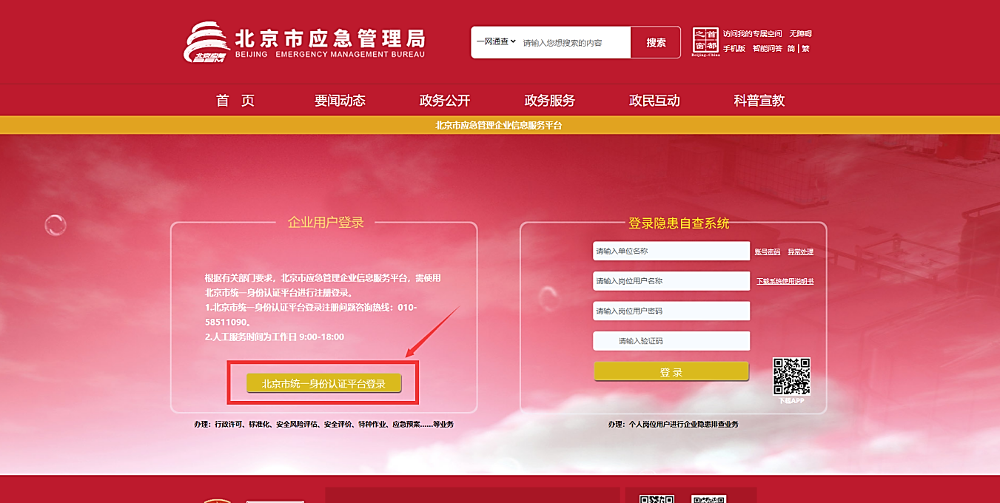 北京市应急管理局
BEIJING EMERGENCY MANAGEMENT BUREAU
北京应急
BEM
一网通查
请输入您想搜索的内容
搜索
首都之窗
Beijing-China
访问我的专属空间 无障碍
手机版 智能问答 简 | 繁
首 页 要闻动态 政务公开 政务服务 政民互动 科普宣教
北京市应急管理企业信息服务平台
企业用户登录
根据有关部门要求，北京市应急管理企业信息服务平台，需使用
北京市统一身份认证平台进行注册登录。
1.北京市统一身份认证平台登录注册问题咨询热线：010-
58511090。
2.人工服务时间为工作日 9:00-18:00
北京市统一身份认证平台登录
办理：行政许可、标准化、安全风险评估、安全评价、特种作业、应急预案......等业务
登录隐患自查系统
请输入单位名称
账号密码 异常处理
请输入岗位用户名称
下载系统使用说明书
请输入岗位用户密码
请输入验证码
登 录
下载APP
办理：个人岗位用户进行企业隐患排查业务